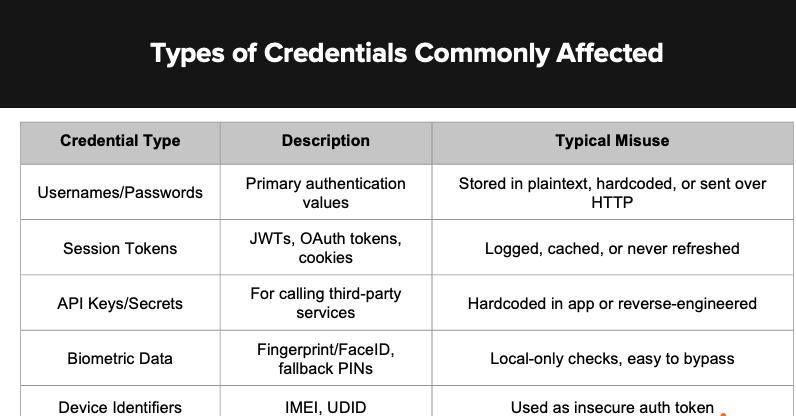 Types of Credentials Commonly Affected
Credential Type
Description
Typical Misuse
Usernames/Passwords
Primary authentication
values
Stored in plaintext, hardcoded, or sent over
HTTP
Session Tokens
JWTs, OAuth tokens,
cookies
Logged, cached, or never refreshed
API Keys/Secrets
For calling third-party
services
Hardcoded in app or reverse-engineered
Biometric Data
Fingerprint/FaceID,
fallback PINs
Local-only checks, easy to bypass
Device Identifiers
IMEI, UDID
Used as insecure auth token